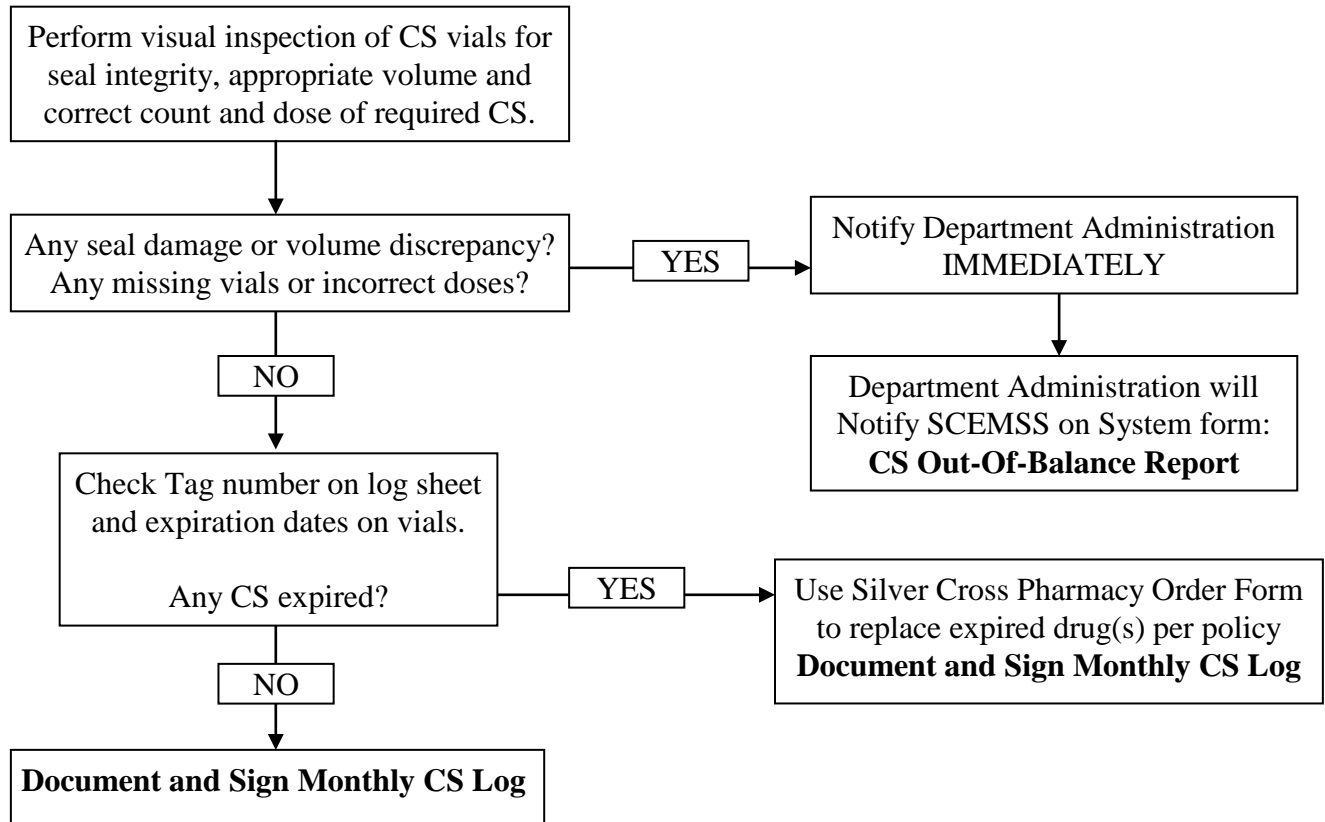 Perform visual inspection of CS vials for
seal integrity, appropriate volume and
correct count and dose of required CS.
Any seal damage or volume discrepancy?
Any missing vials or incorrect doses?
YES
Notify Department Administration
IMMEDIATELY
Department Administration will
Notify SCEMSS on System form:
CS Out-Of-Balance Report
NO
Check Tag number on log sheet
and expiration dates on vials.
Any CS expired?
YES
Use Silver Cross Pharmacy Order Form
to replace expired drug(s) per policy
Document and Sign Monthly CS Log
NO
Document and Sign Monthly CS Log